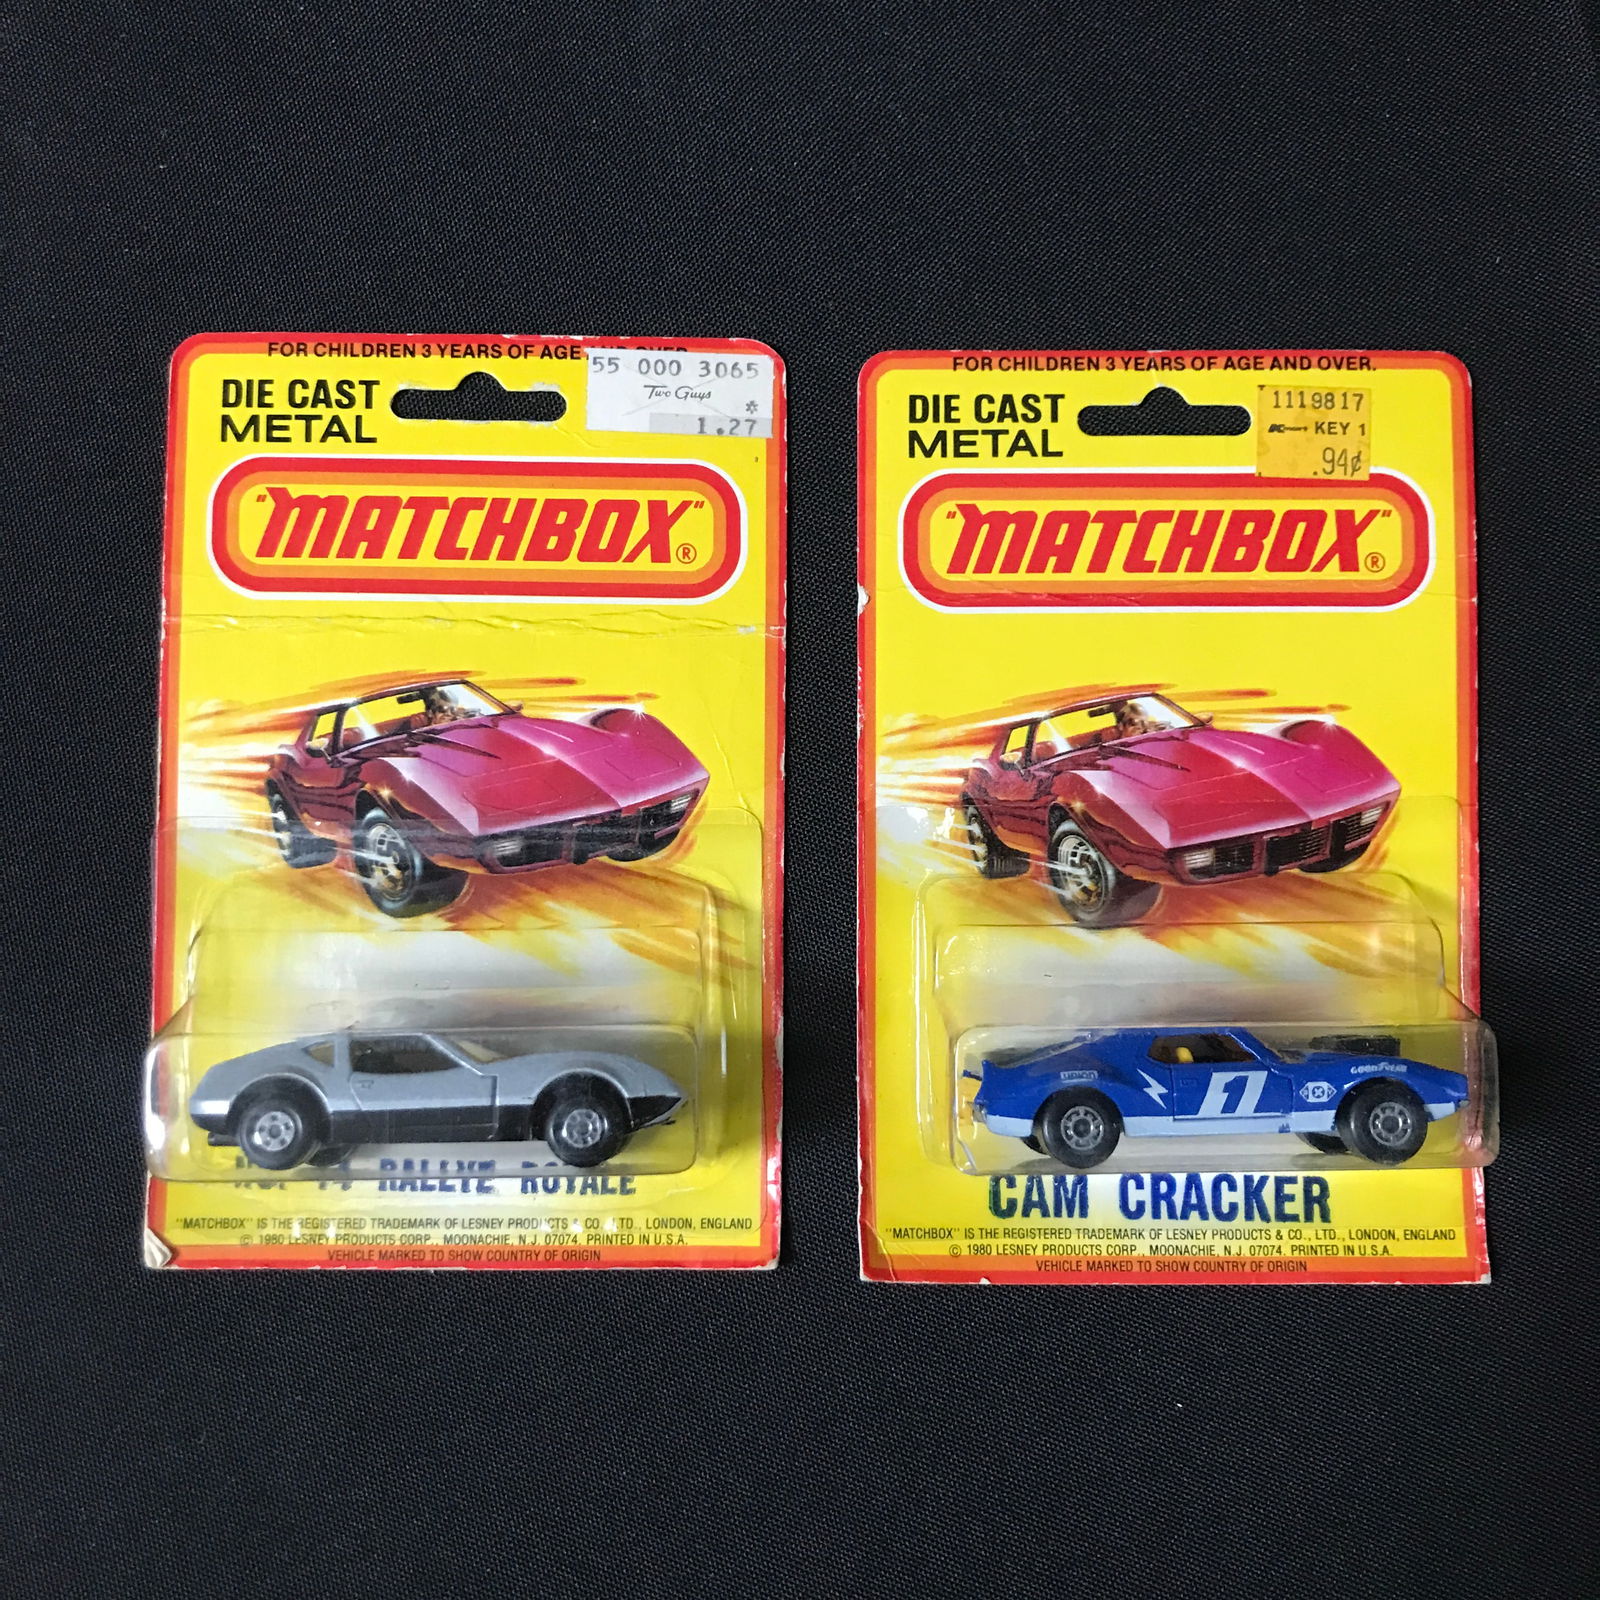 FOR CHILDREN 3 YEARS OF AGE AND OVER
55 000 3065
Two Guys
*
1.27
DIE CAST
METAL
"MATCHBOX"®
RALLYE ROYALE
"MATCHBOX" IS THE REGISTERED TRADEMARK OF LESNEY PRODUCTS & CO., LTD., LONDON, ENGLAND
© 1980 LESNEY PRODUCTS CORP., MOONACHIE, N.J. 07074. PRINTED IN U.S.A.
VEHICLE MARKED TO SHOW COUNTRY OF ORIGIN
FOR CHILDREN 3 YEARS OF AGE AND OVER.
1119817
Kmart KEY 1
.94¢
DIE CAST
METAL
"MATCHBOX"®
UNION
1
GOODYEAR
CAM CRACKER
"MATCHBOX" IS THE REGISTERED TRADEMARK OF LESNEY PRODUCTS & CO., LTD., LONDON, ENGLAND
© 1980 LESNEY PRODUCTS CORP., MOONACHIE, N.J. 07074. PRINTED IN U.S.A.
VEHICLE MARKED TO SHOW COUNTRY OF ORIGIN